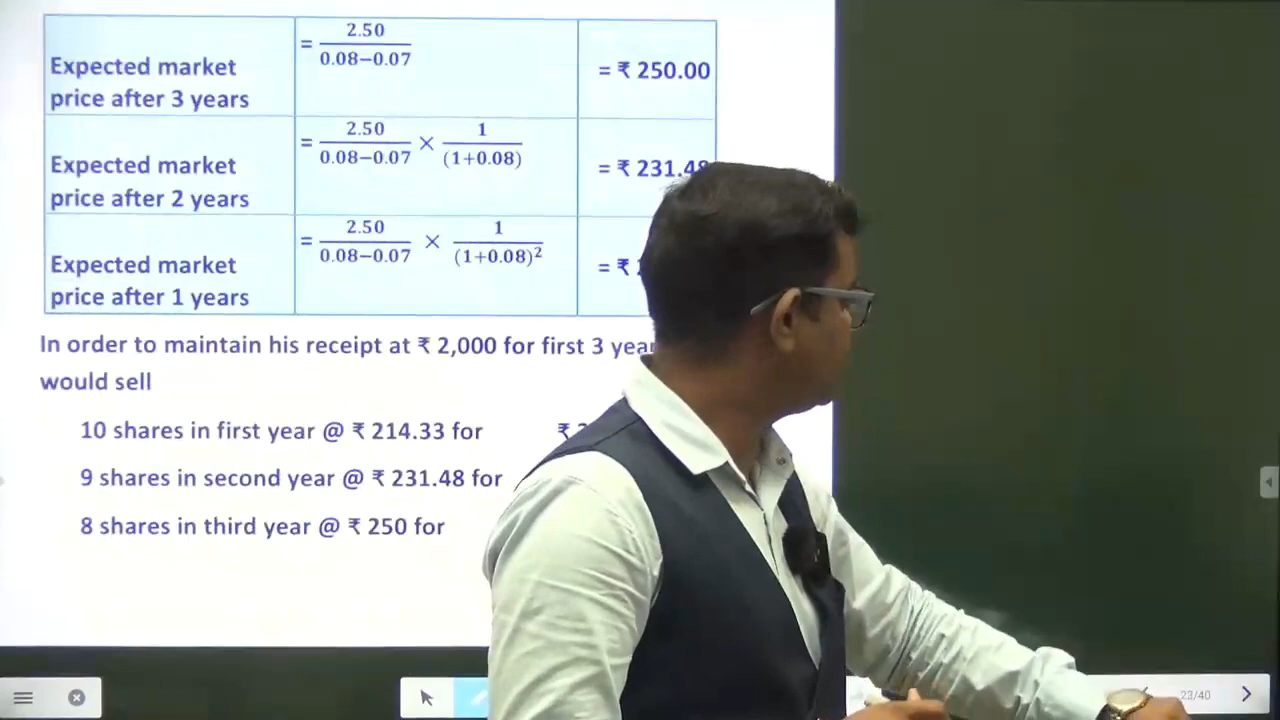 Expected market
price after 3 years
= 2.50 / 0.08−0.07
= ₹ 250.00
Expected market
price after 2 years
= 2.50 / 0.08−0.07 × 1 / (1+0.08)
= ₹ 231.48
Expected market
price after 1 years
= 2.50 / 0.08−0.07 × 1 / (1+0.08)²
= ₹
In order to maintain his receipt at ₹ 2,000 for first 3
would sell
10 shares in first year @ ₹ 214.33 for ₹
9 shares in second year @ ₹ 231.48 for
8 shares in third year @ ₹ 250 for
23/40